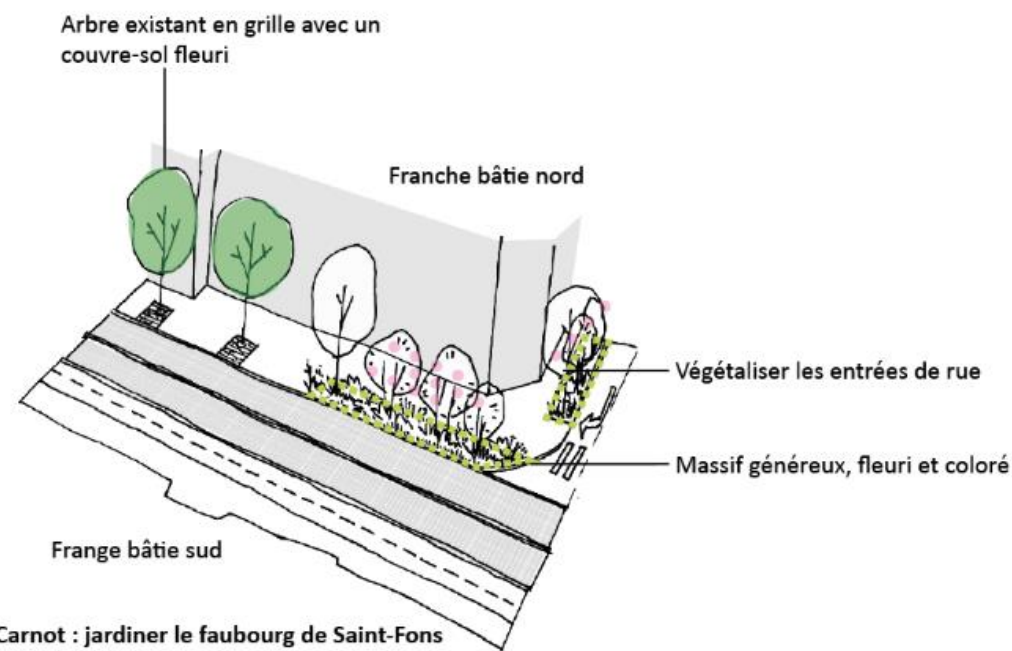 Arbre existant en grille avec un
couvre-sol fleuri
Franche bâtie nord
Végétaliser les entrées de rue
Massif généreux, fleuri et coloré
Frange bâtie sud
Carnot : jardiner le faubourg de Saint-Fons